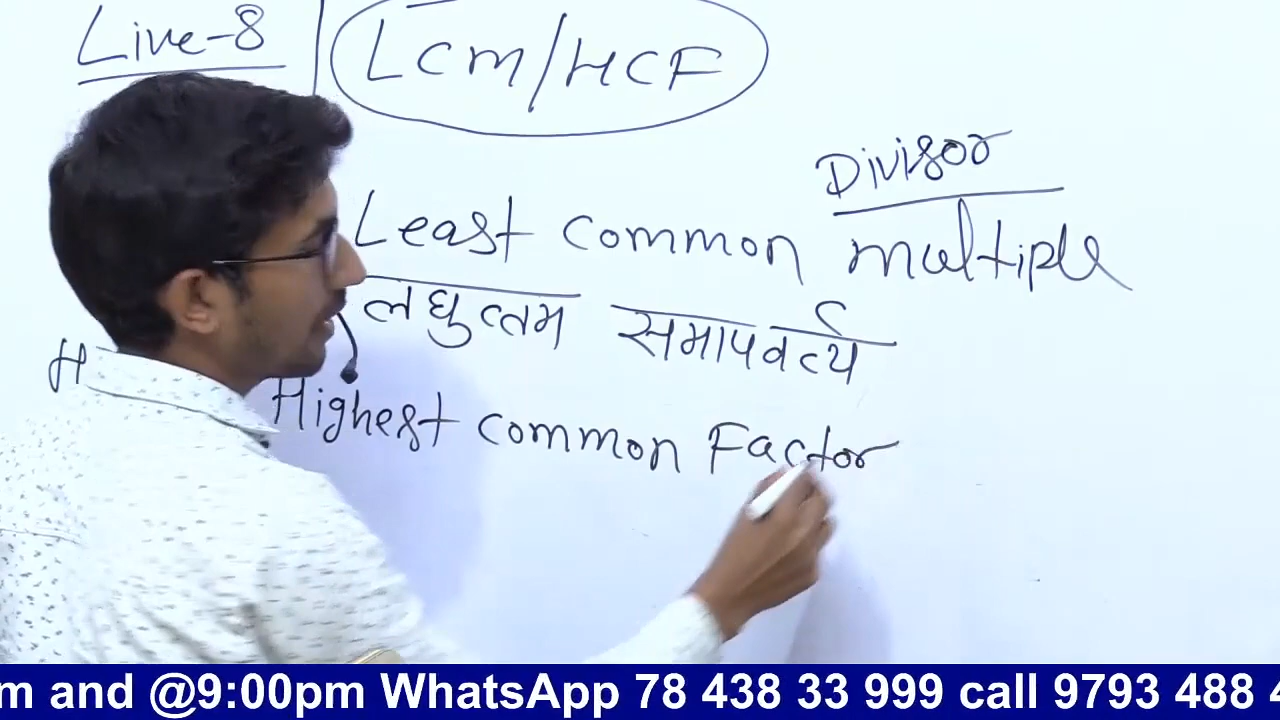 Live-8
LCM/HCF
Divisor
Least common multiple
लघुत्तम समापवर्त्य
H
Highest common Factor
m and @9:00pm WhatsApp 78 438 33 999 call 9793 488 4